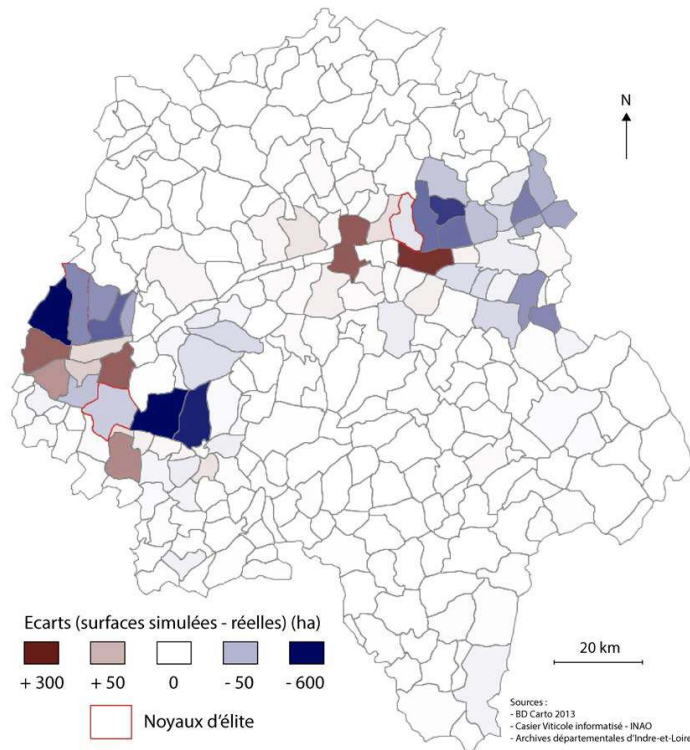 N
Ecarts (surfaces simulées - réelles) (ha)
+ 300 + 50 0 - 50 - 600
Noyaux d'élite
20 km
Sources :
- BD Carto 2013
- Casier Viticole informatisé - INAO
- Archives départementales d'Indre-et-Loire